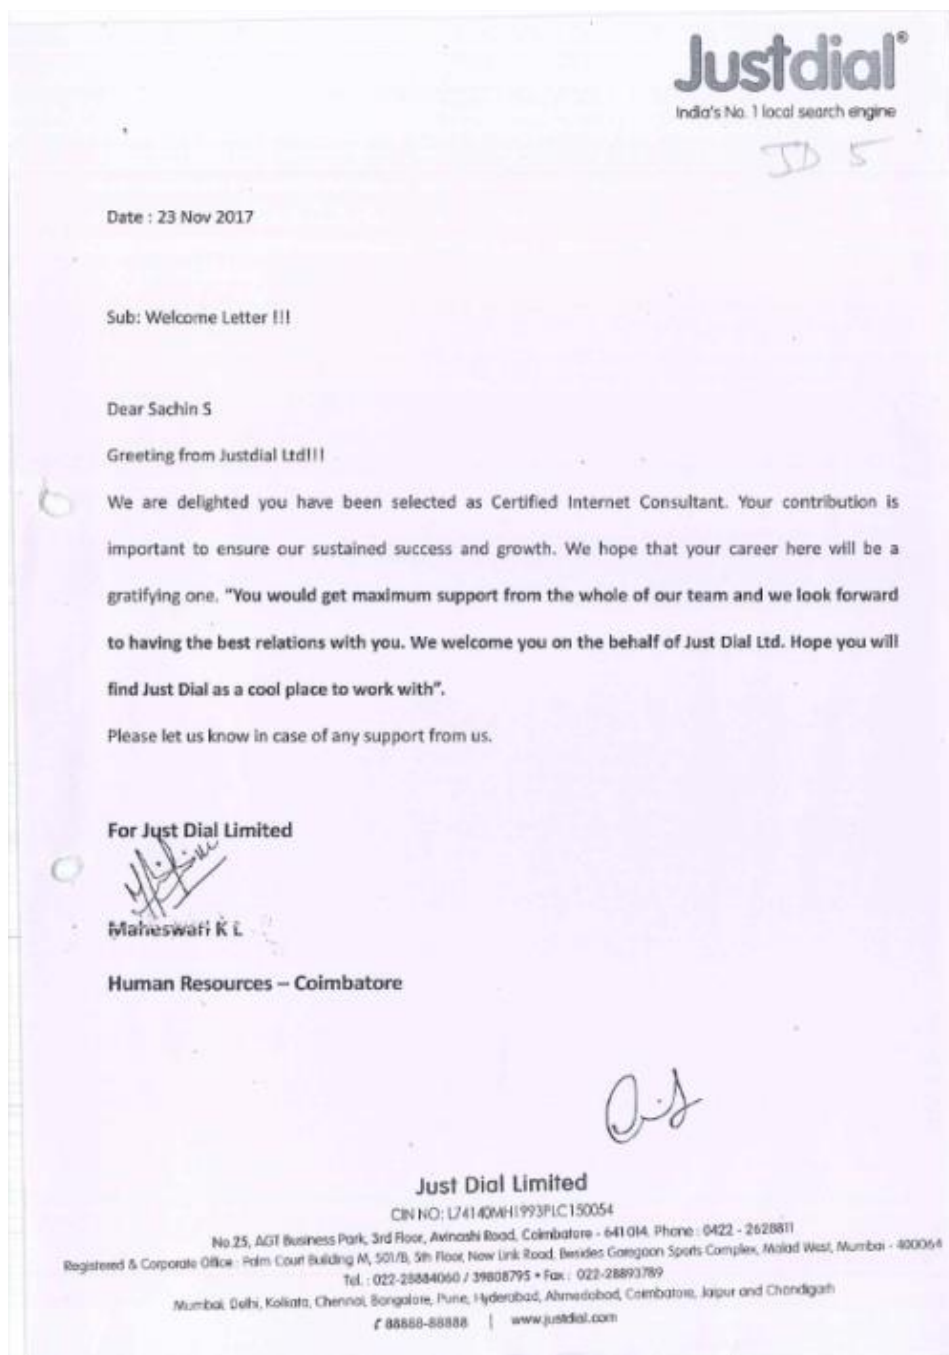 Justdial®
India's No. 1 local search engine
JD 5
Date : 23 Nov 2017
Sub: Welcome Letter !!!
Dear Sachin S
Greeting from Justdial Ltd!!!
We are delighted you have been selected as Certified Internet Consultant. Your contribution is
important to ensure our sustained success and growth. We hope that your career here will be a
gratifying one. "You would get maximum support from the whole of our team and we look forward
to having the best relations with you. We welcome you on the behalf of Just Dial Ltd. Hope you will
find Just Dial as a cool place to work with".
Please let us know in case of any support from us.
For Just Dial Limited
Maheswari K L
Human Resources – Coimbatore
Just Dial Limited
CIN NO: L74140MH1993PLC150054
No.25, AGT Business Park, 3rd Floor, Avinashi Road, Coimbatore - 641 014. Phone : 0422 - 2628811
Registered & Corporate Office : Palm Court Building M, 501/B, 5th Floor, New Link Road, Besides Goregaon Sports Complex, Malad West, Mumbai - 400064
Tel. : 022-28884060 / 39808795 • Fax : 022-28893789
Mumbai, Delhi, Kolkata, Chennai, Bangalore, Pune, Hyderabad, Ahmedabad, Coimbatore, Jaipur and Chandigarh
88888-88888 | www.justdial.com